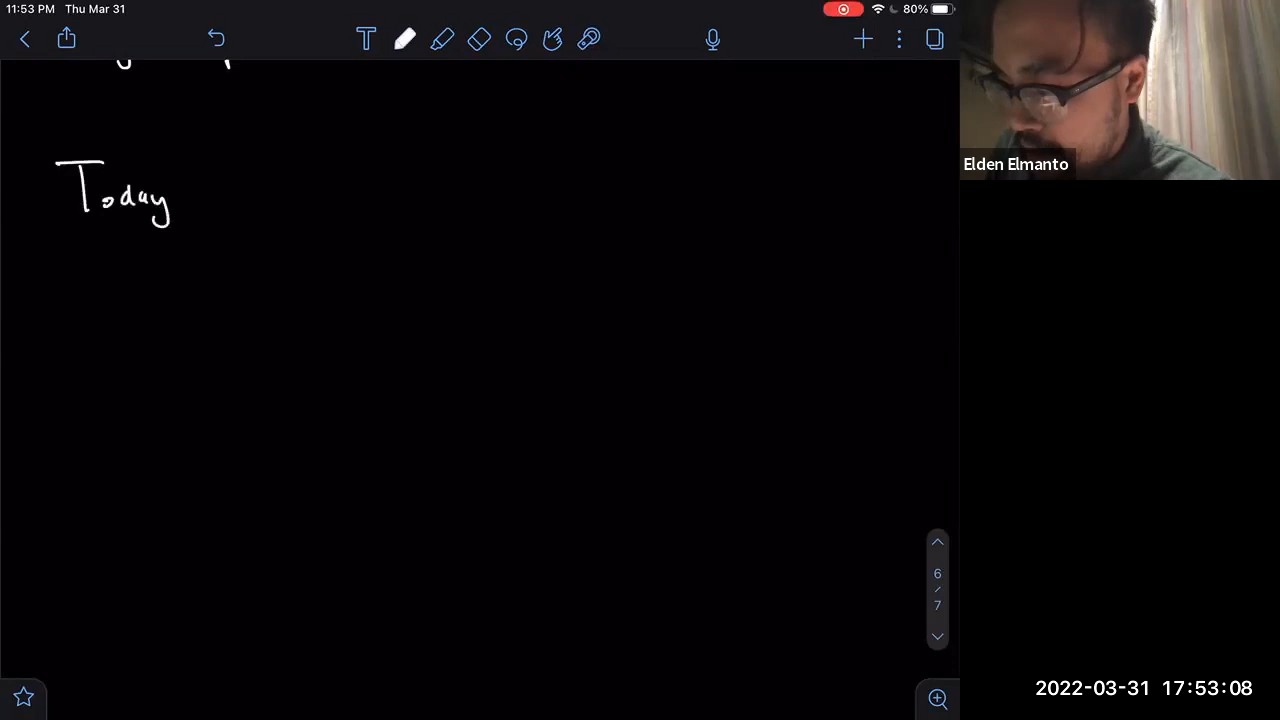 11:53 PM Thu Mar 31
80%
T
Today
6
/
7
Elden Elmanto
2022-03-31 17:53:08